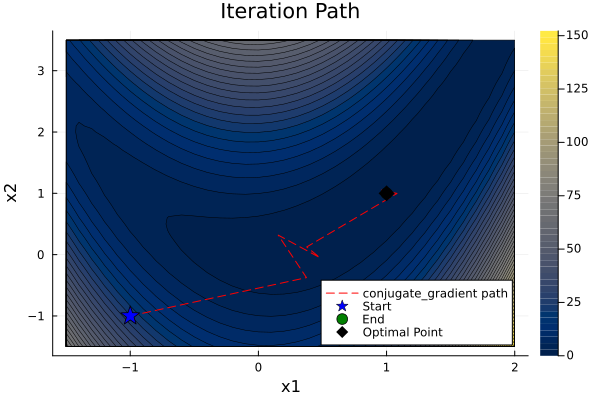 Iteration Path
x2
3
2
1
0
−1
−1
0
1
2
x1
conjugate_gradient path
Start
End
Optimal Point
150
125
100
75
50
25
0